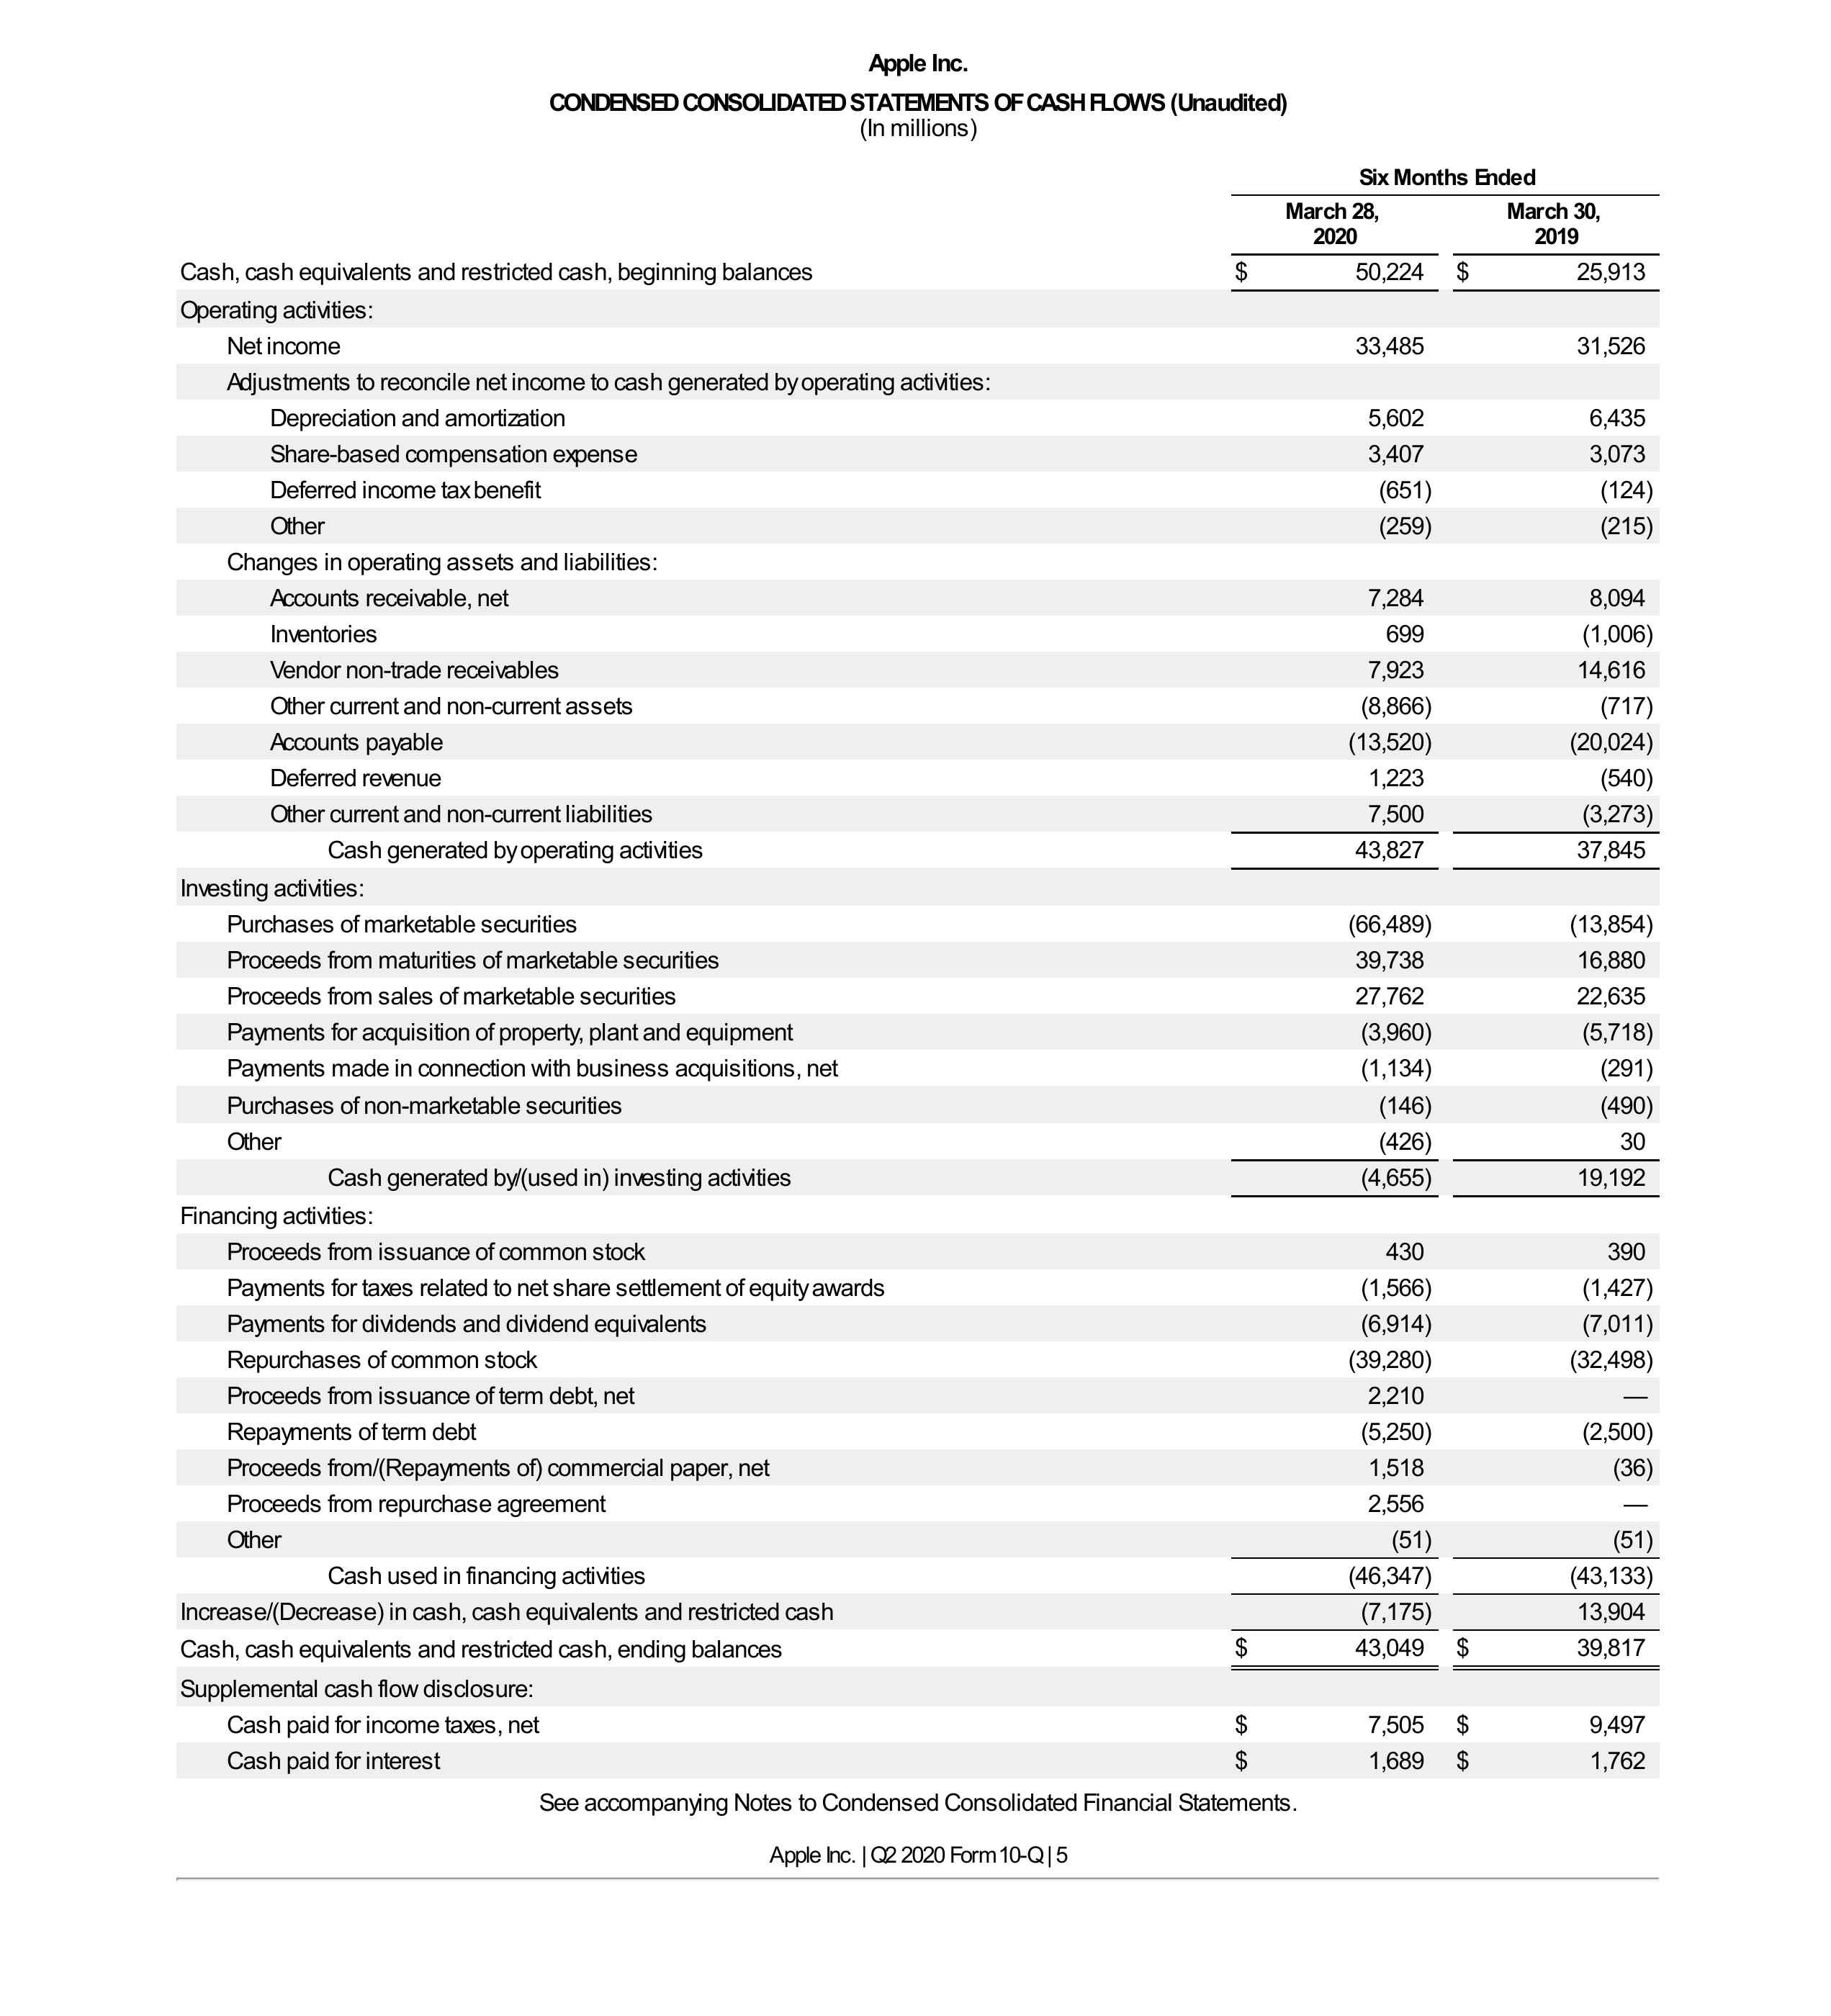 Apple Inc.
CONDENSED CONSOLIDATED STATEMENTS OF CASH FLOWS (Unaudited)
(In millions)
Six Months Ended
March 28, 2020 March 30, 2019
Cash, cash equivalents and restricted cash, beginning balances $ 50,224 $ 25,913
Operating activities:
Net income 33,485 31,526
Adjustments to reconcile net income to cash generated by operating activities:
Depreciation and amortization 5,602 6,435
Share-based compensation expense 3,407 3,073
Deferred income tax benefit (651) (124)
Other (259) (215)
Changes in operating assets and liabilities:
Accounts receivable, net 7,284 8,094
Inventories 699 (1,006)
Vendor non-trade receivables 7,923 14,616
Other current and non-current assets (8,866) (717)
Accounts payable (13,520) (20,024)
Deferred revenue 1,223 (540)
Other current and non-current liabilities 7,500 (3,273)
Cash generated by operating activities 43,827 37,845
Investing activities:
Purchases of marketable securities (66,489) (13,854)
Proceeds from maturities of marketable securities 39,738 16,880
Proceeds from sales of marketable securities 27,762 22,635
Payments for acquisition of property, plant and equipment (3,960) (5,718)
Payments made in connection with business acquisitions, net (1,134) (291)
Purchases of non-marketable securities (146) (490)
Other (426) 30
Cash generated by/(used in) investing activities (4,655) 19,192
Financing activities:
Proceeds from issuance of common stock 430 390
Payments for taxes related to net share settlement of equity awards (1,566) (1,427)
Payments for dividends and dividend equivalents (6,914) (7,011)
Repurchases of common stock (39,280) (32,498)
Proceeds from issuance of term debt, net 2,210 —
Repayments of term debt (5,250) (2,500)
Proceeds from/(Repayments of) commercial paper, net 1,518 (36)
Proceeds from repurchase agreement 2,556 —
Other (51) (51)
Cash used in financing activities (46,347) (43,133)
Increase/(Decrease) in cash, cash equivalents and restricted cash (7,175) 13,904
Cash, cash equivalents and restricted cash, ending balances $ 43,049 $ 39,817
Supplemental cash flow disclosure:
Cash paid for income taxes, net $ 7,505 $ 9,497
Cash paid for interest $ 1,689 $ 1,762
See accompanying Notes to Condensed Consolidated Financial Statements.
Apple Inc. | Q2 2020 Form 10-Q | 5